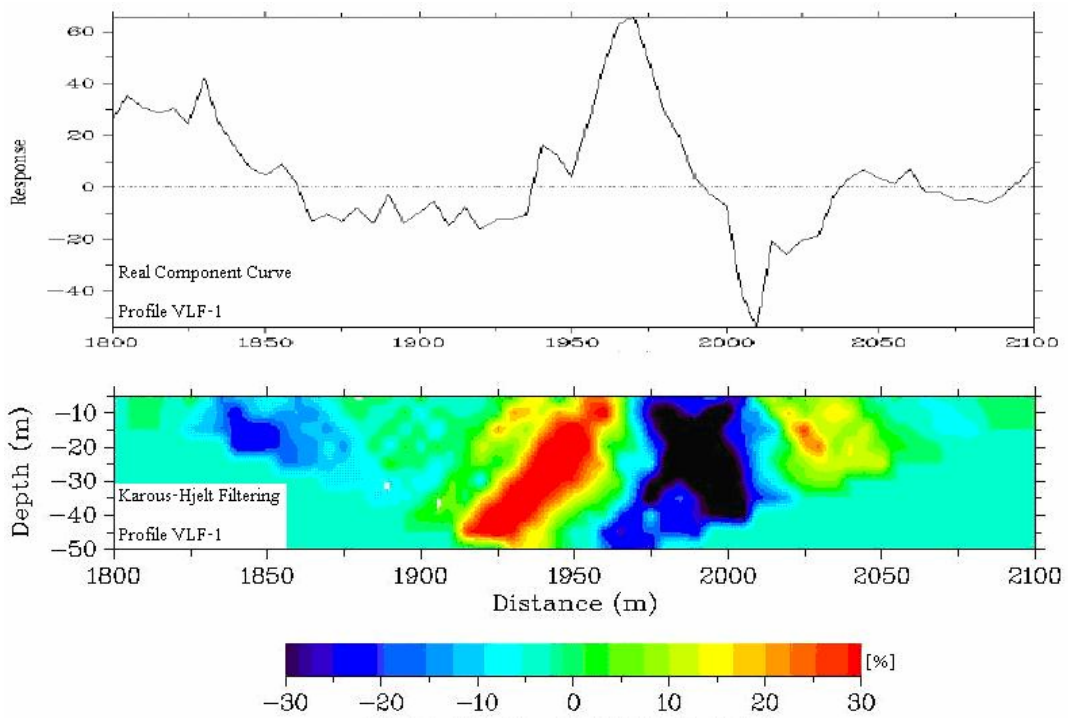 60
40
20
0
−20
−40
Response
Real Component Curve
Profile VLF-1
1800 1850 1900 1950 2000 2050 2100
−10
−20
−30
−40
−50
Depth (m)
Karous-Hjelt Filtering
Profile VLF-1
1800 1850 1900 1950 2000 2050 2100
Distance (m)
[%]
−30 −20 −10 0 10 20 30